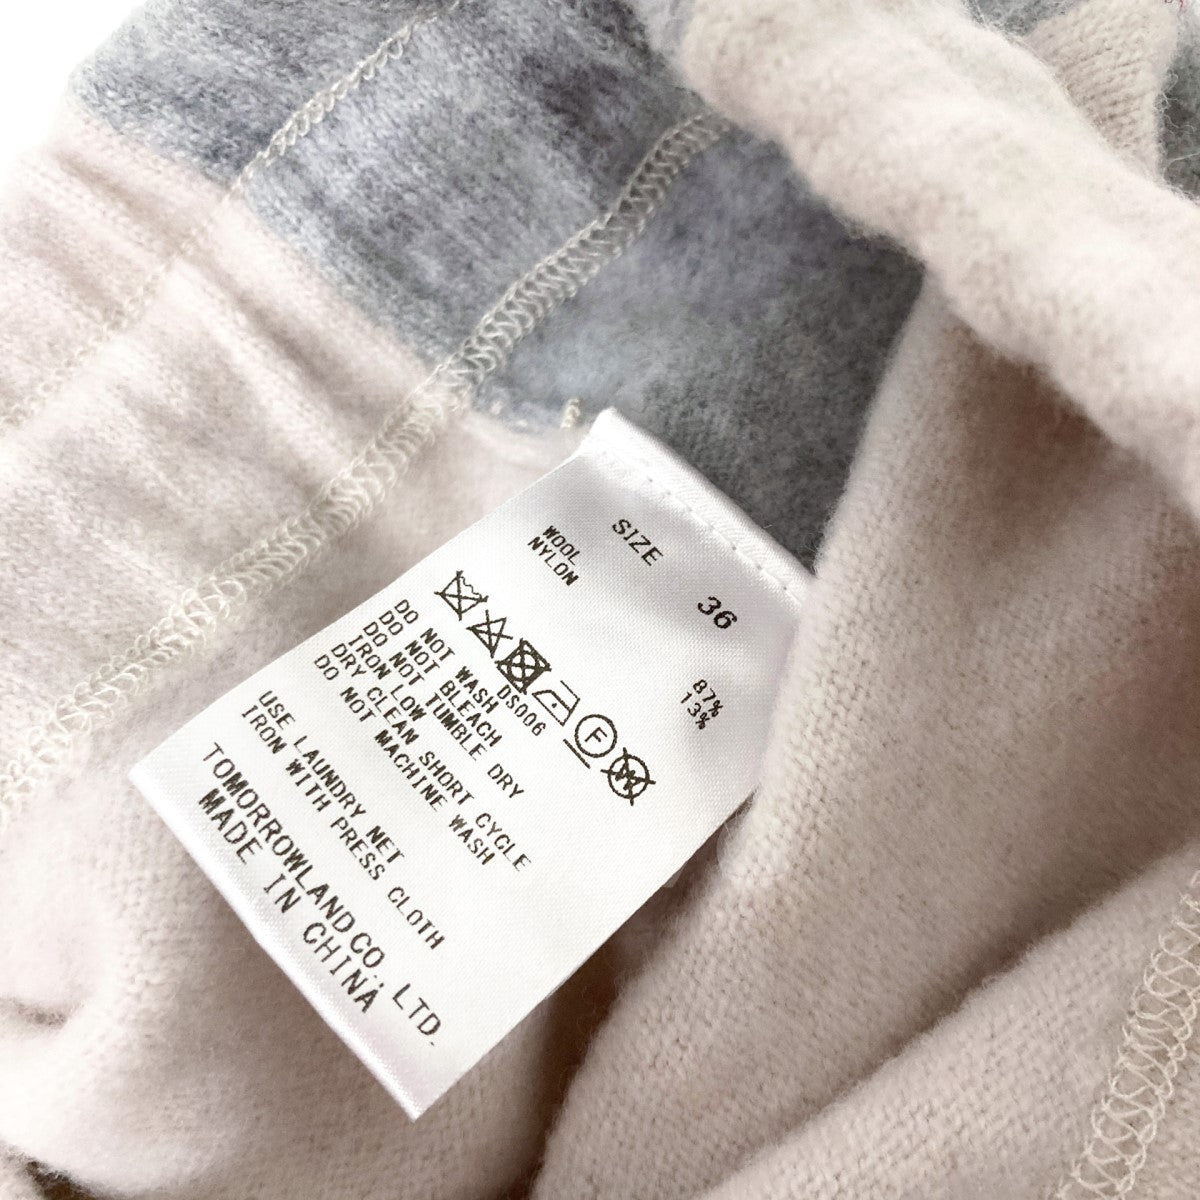 SIZE 36
WOOL 87%
NYLON 13%
F W
DO NOT WASH DS006
DO NOT BLEACH
DO NOT TUMBLE DRY
IRON LOW
DRY CLEAN SHORT CYCLE
DO NOT MACHINE WASH
USE LAUNDRY NET
IRON WITH PRESS CLOTH
TOMORROWLAND CO., LTD.
MADE IN CHINA